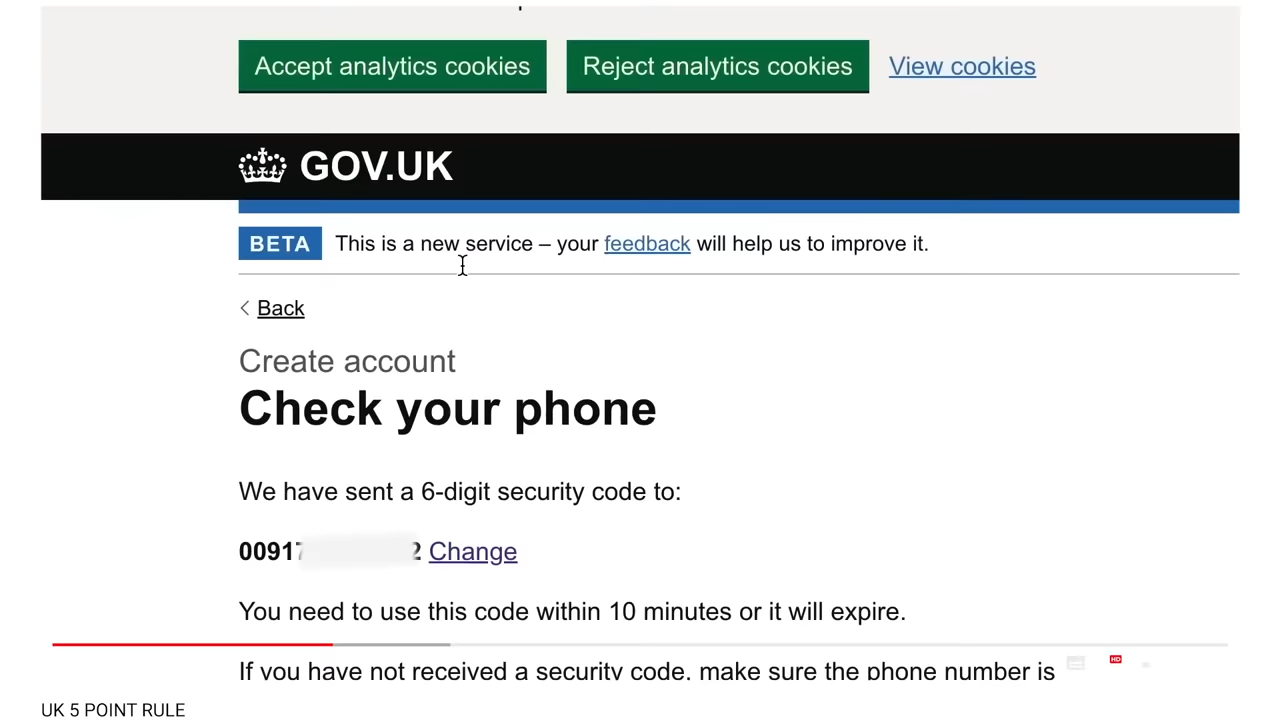 Accept analytics cookies Reject analytics cookies View cookies
GOV.UK
BETA This is a new service – your feedback will help us to improve it.
Back
Create account
Check your phone
We have sent a 6-digit security code to:
00917 2 Change
You need to use this code within 10 minutes or it will expire.
If you have not received a security code, make sure the phone number is
HD
UK 5 POINT RULE